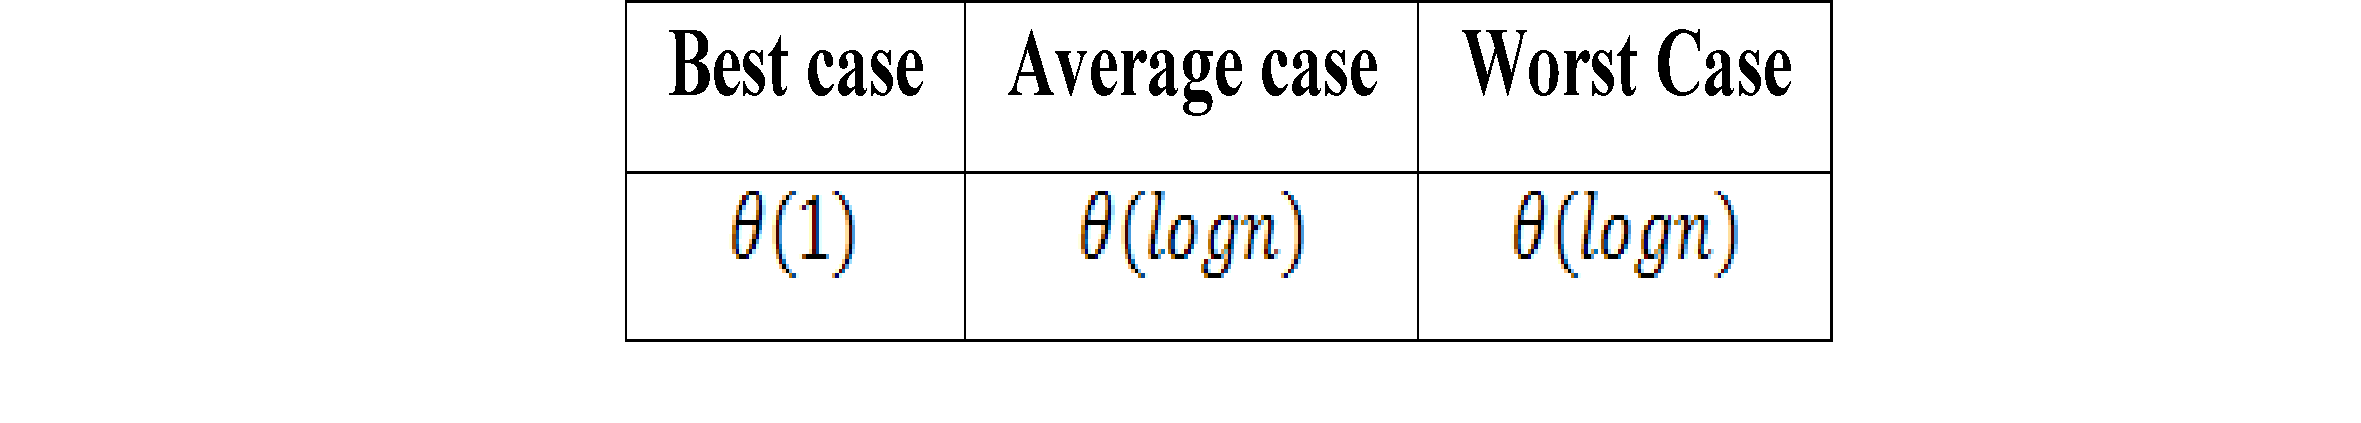 Best case Average case Worst Case
θ(1) θ(logn) θ(logn)